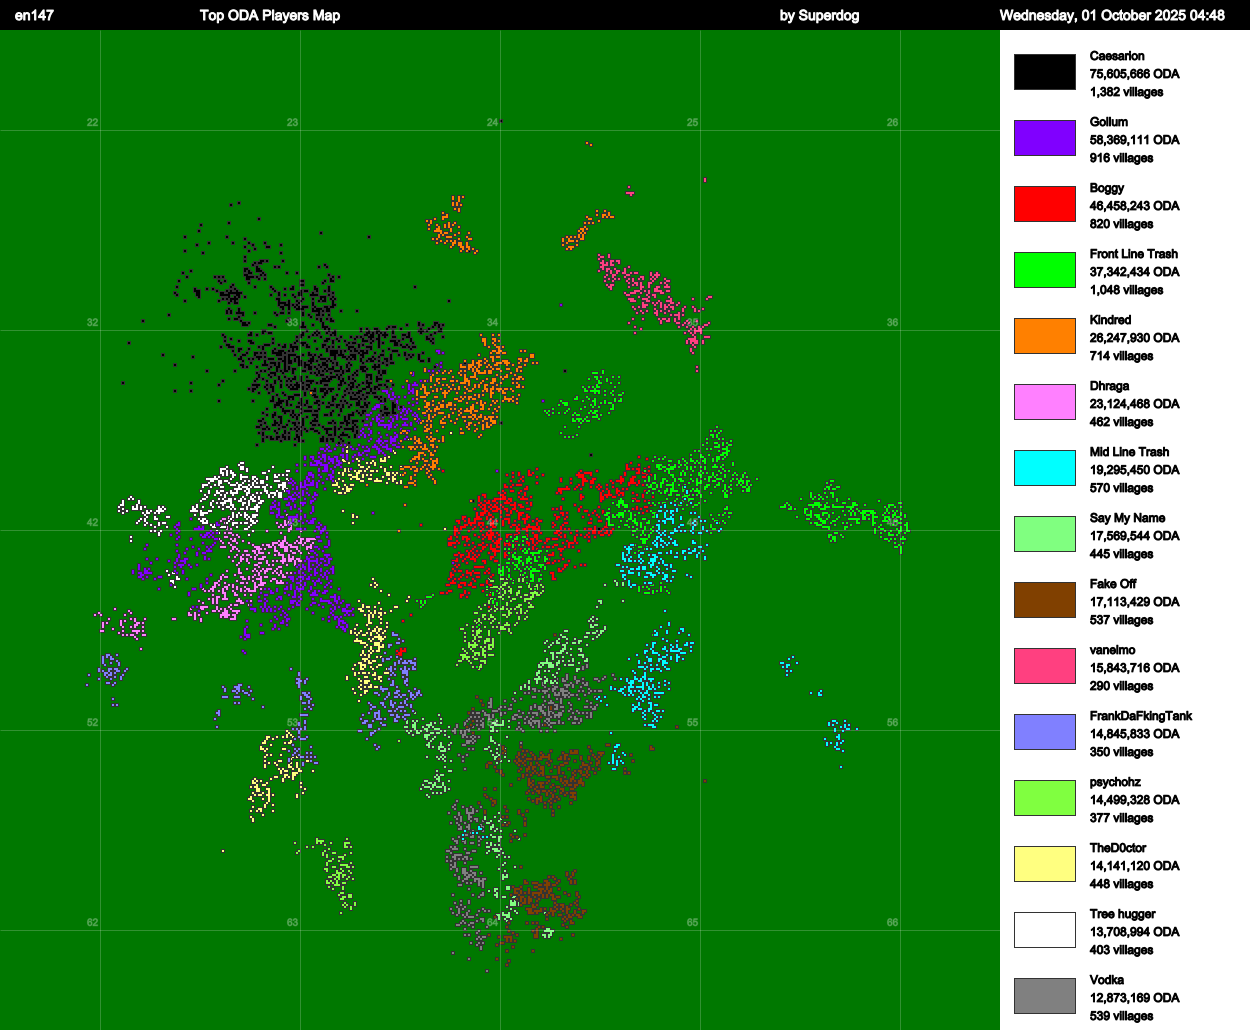 en147
Top ODA Players Map
by Superdog
Wednesday, 01 October 2025 04:48
Caesarion
75,605,666 ODA
1,382 villages
Gollum
58,369,111 ODA
916 villages
Boggy
46,458,243 ODA
820 villages
Front Line Trash
37,342,434 ODA
1,048 villages
Kindred
26,247,930 ODA
714 villages
Dhraga
23,124,468 ODA
462 villages
Mid Line Trash
19,295,450 ODA
570 villages
Say My Name
17,569,544 ODA
445 villages
Fake Off
17,113,429 ODA
537 villages
vanelmo
15,843,716 ODA
290 villages
FrankDaFkingTank
14,845,833 ODA
350 villages
psychohz
14,499,328 ODA
377 villages
TheD0ctor
14,141,120 ODA
448 villages
Tree hugger
13,708,994 ODA
403 villages
Vodka
12,873,169 ODA
539 villages
22 23 24 25 26
32 33 34 35 36
42 43 44 45
52 53 55 56
62 63 64 65 66